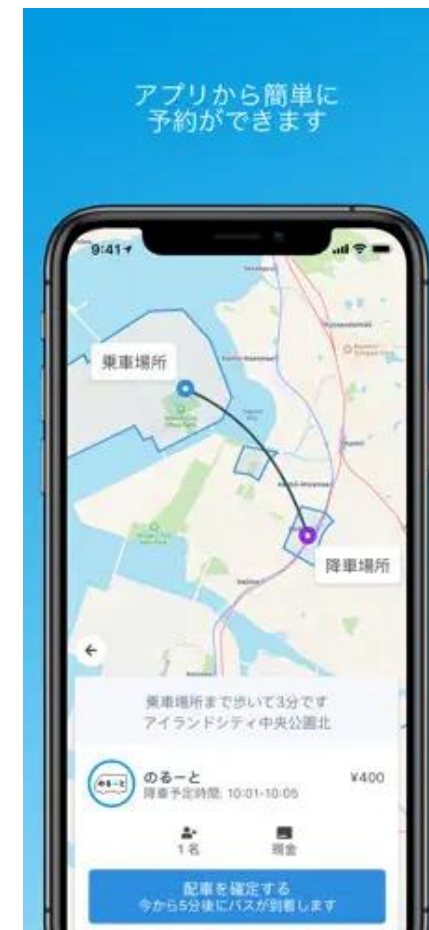 アプリから簡単に
予約ができます
9:41
乗車場所
降車場所
乗車場所まで歩いて3分です
アイランドシティ中央公園北
のるーと
のるーと
¥400
降車予定時間: 10:01-10:05
1名
現金
配車を確定する
今から5分後にバスが到着します